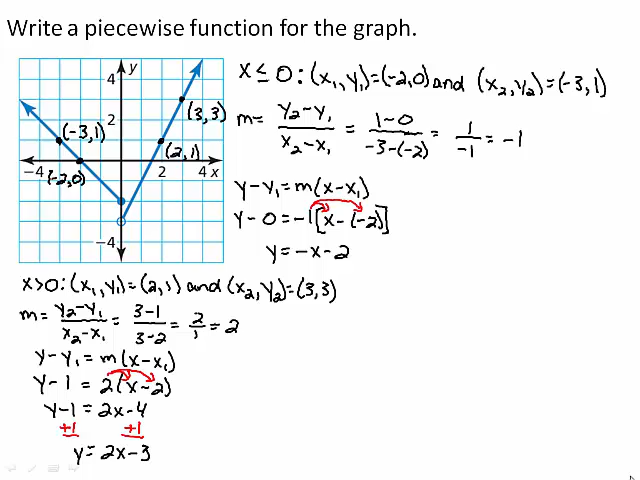 Write a piecewise function for the graph.
x ≤ 0 : (x₁, y₁) = (-2, 0) and (x₂, y₂) = (-3, 1)
y
4
(3, 3)
2
(-3, 1)
(2, 1)
-4
(-2, 0)
2
4 x
-4
m = y₂ - y₁ / x₂ - x₁ = 1 - 0 / -3 - (-2) = 1 / -1 = -1
y - y₁ = m(x - x₁)
y - 0 = -1[x - (-2)]
y = -x - 2
x > 0 : (x₁, y₁) = (2, 1) and (x₂, y₂) = (3, 3)
m = y₂ - y₁ / x₂ - x₁ = 3 - 1 / 3 - 2 = 2 / 1 = 2
y - y₁ = m(x - x₁)
y - 1 = 2(x - 2)
y - 1 = 2x - 4
+1 +1
y = 2x - 3